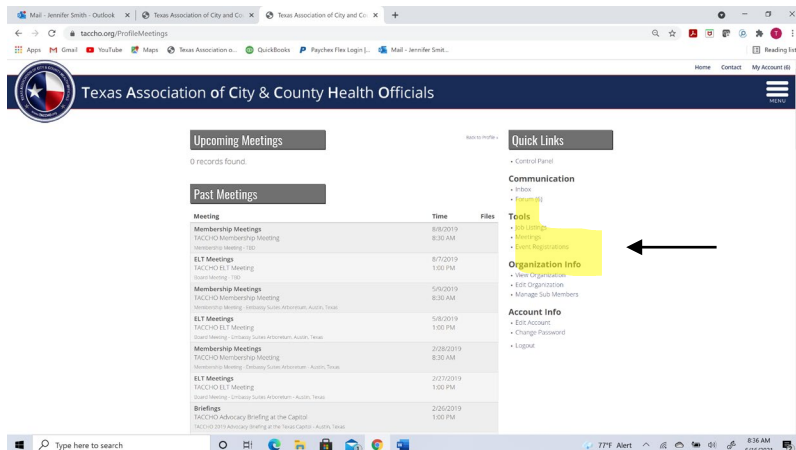 Mail - Jennifer Smith - Outlook
Texas Association of City and Co
Texas Association of City and Co
taccho.org/ProfileMeetings
Apps
Gmail
YouTube
Maps
Texas Association o...
QuickBooks
Paychex Flex Login |...
Mail - Jennifer Smit...
Reading list
Home
Contact
My Account (6)
Texas Association of City & County Health Officials
MENU
Upcoming Meetings
Back to Profile »
Quick Links
0 records found.
• Control Panel
Communication
• Inbox
• Forum (6)
Past Meetings
Tools
Meeting Time Files
• Job Listings
• Meetings
• Event Registrations
Membership Meetings 8/8/2019
TACCHO Membership Meeting 8:30 AM
Membership Meeting - TBD
ELT Meetings 8/7/2019
TACCHO ELT Meeting 1:00 PM
Board Meeting - TBD
Organization Info
• View Organization
• Edit Organization
• Manage Sub Members
Membership Meetings 5/9/2019
TACCHO Membership Meeting 8:30 AM
Membership Meeting - Embassy Suites Arboretum, Austin, Texas
Account Info
• Edit Account
• Change Password
• Logout
ELT Meetings 5/8/2019
TACCHO ELT Meeting 1:00 PM
Board Meeting - Embassy Suites Arboretum, Austin, Texas
Membership Meetings 2/28/2019
TACCHO Membership Meeting 8:30 AM
Membership Meeting - Embassy Suites Arboretum - Austin, Texas
ELT Meetings 2/27/2019
TACCHO ELT Meeting 1:00 PM
Board Meeting - Embassy Suites Arboretum - Austin, Texas
Briefings 2/26/2019
TACCHO Advocacy Briefing at the Capitol 1:00 PM
TACCHO 2019 Advocacy Briefing at the Texas Capitol - Austin, Texas
Type here to search
77°F Alert
8:36 AM